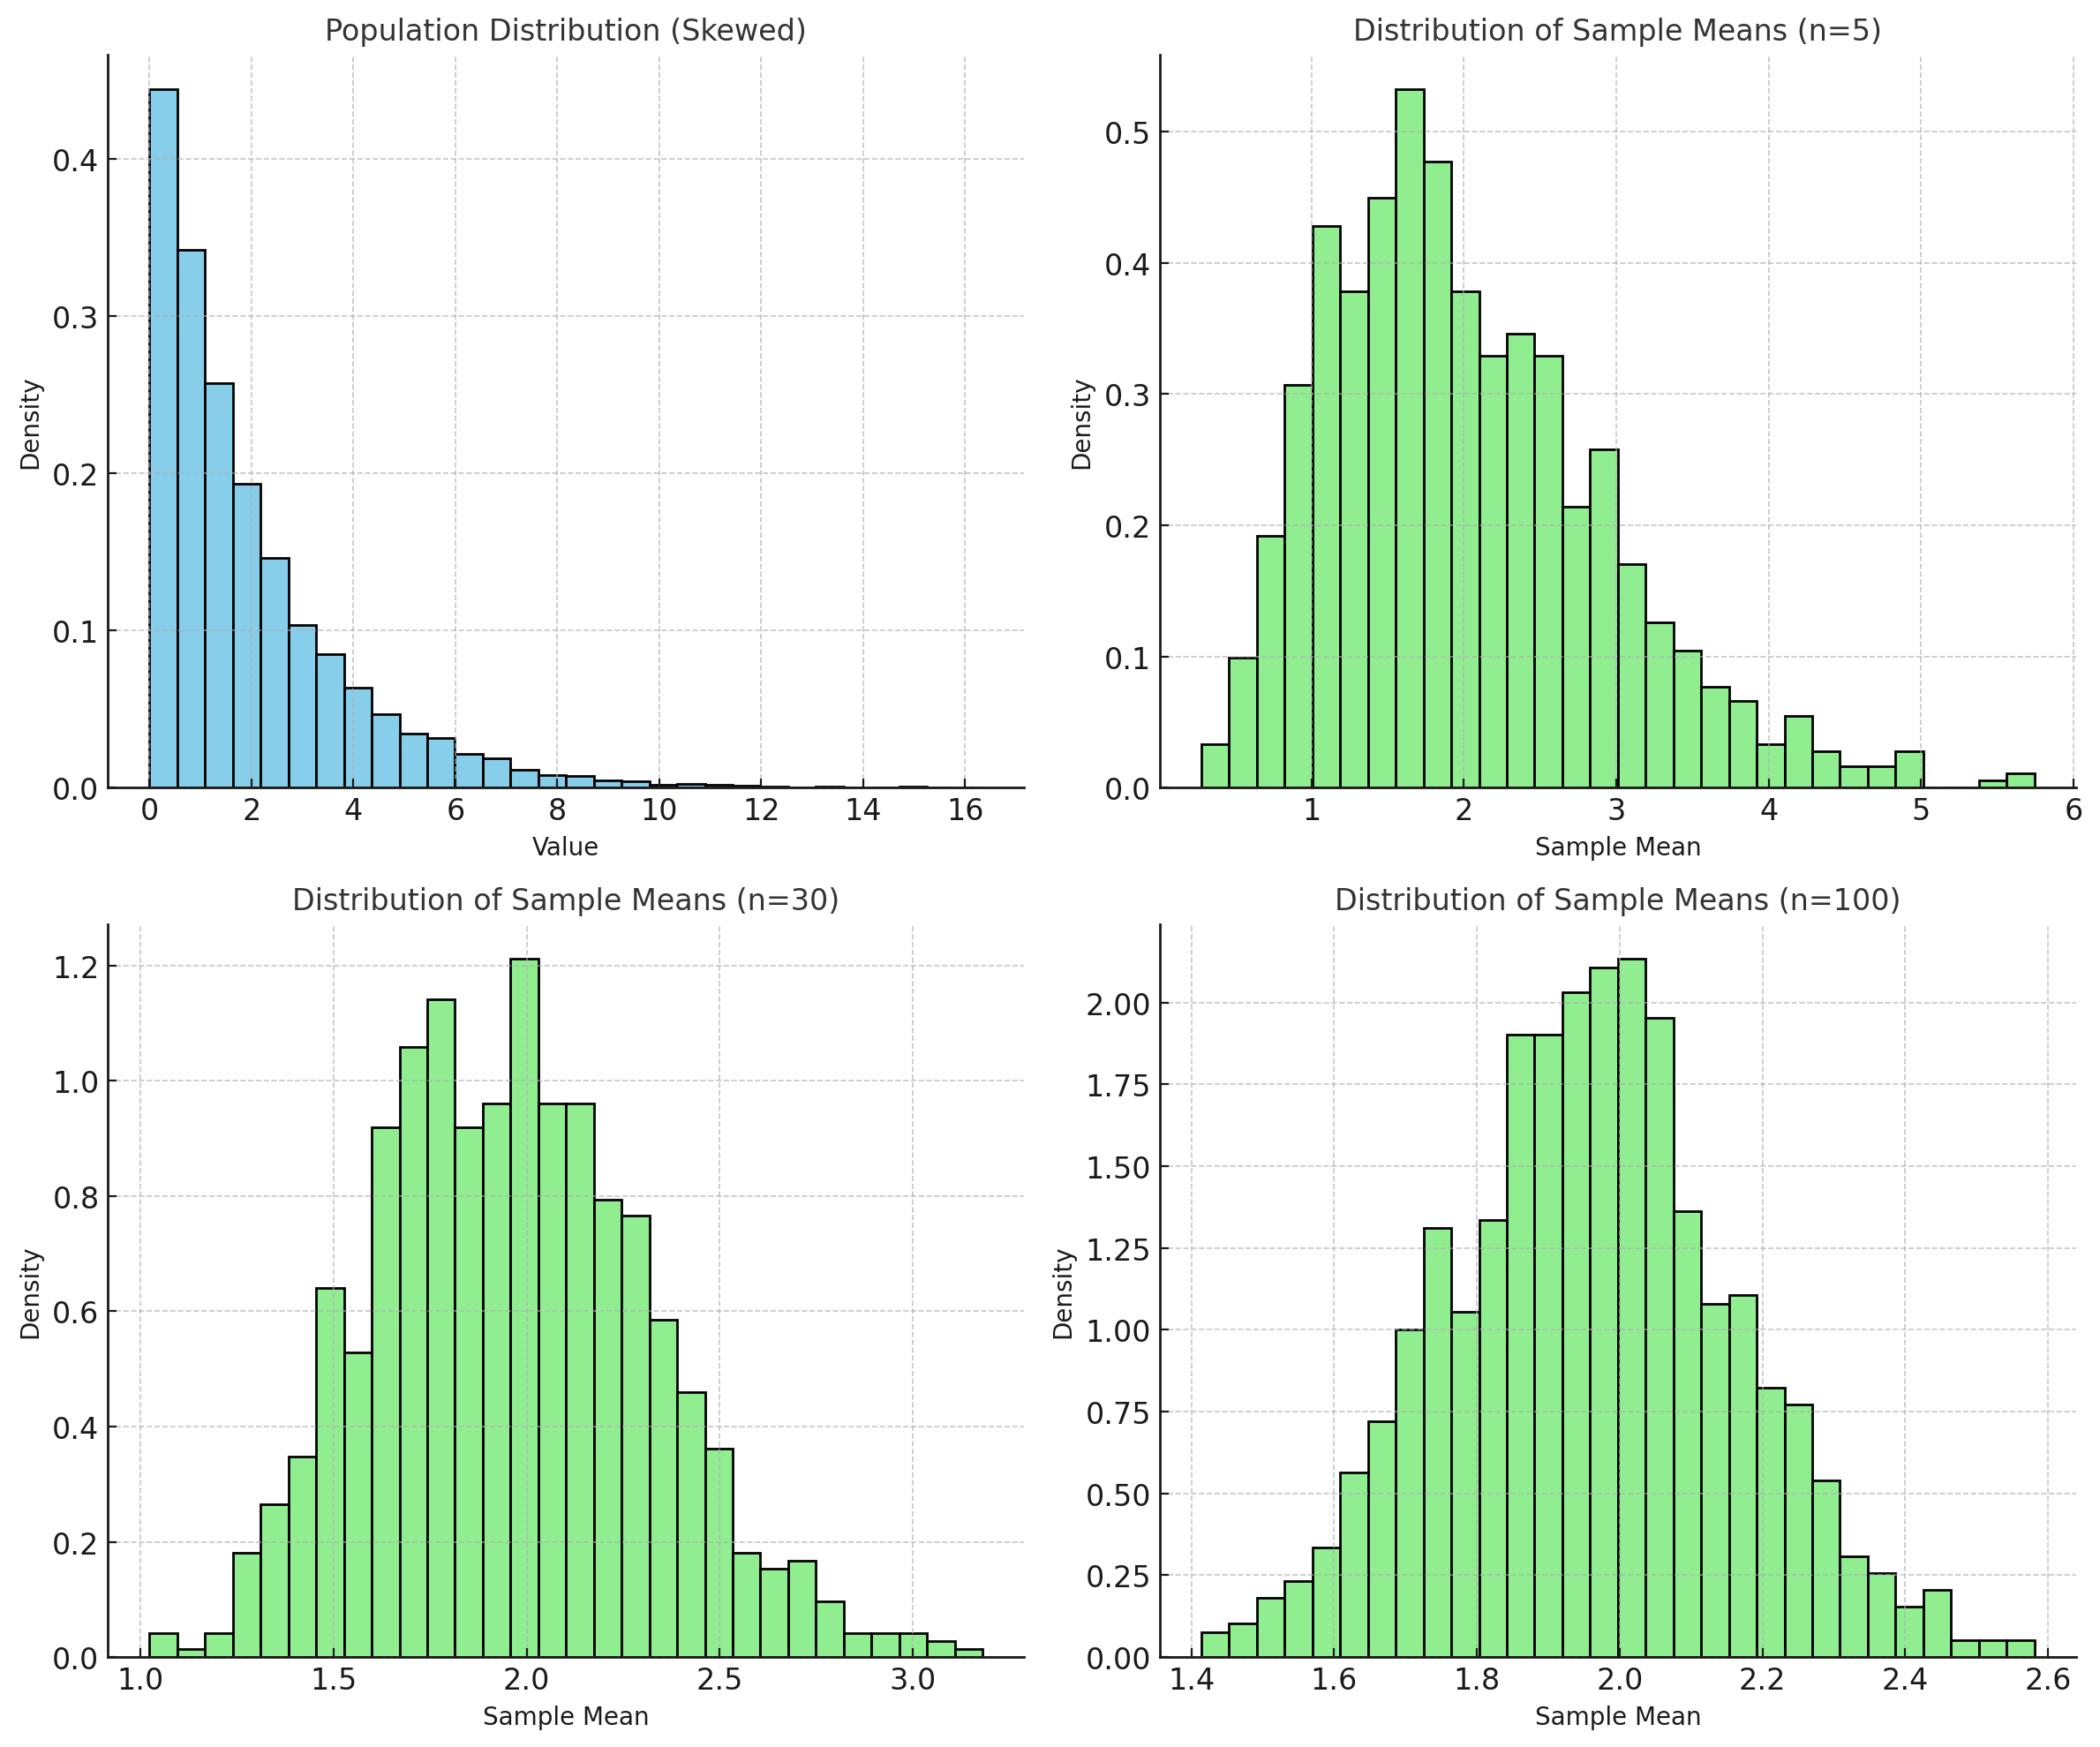 Population Distribution (Skewed)
Density
0.4
0.3
0.2
0.1
0.0
0 2 4 6 8 10 12 14 16
Value
Distribution of Sample Means (n=5)
Density
0.5
0.4
0.3
0.2
0.1
0.0
1 2 3 4 5 6
Sample Mean
Distribution of Sample Means (n=30)
Density
1.2
1.0
0.8
0.6
0.4
0.2
0.0
1.0 1.5 2.0 2.5 3.0
Sample Mean
Distribution of Sample Means (n=100)
Density
2.00
1.75
1.50
1.25
1.00
0.75
0.50
0.25
0.00
1.4 1.6 1.8 2.0 2.2 2.4 2.6
Sample Mean